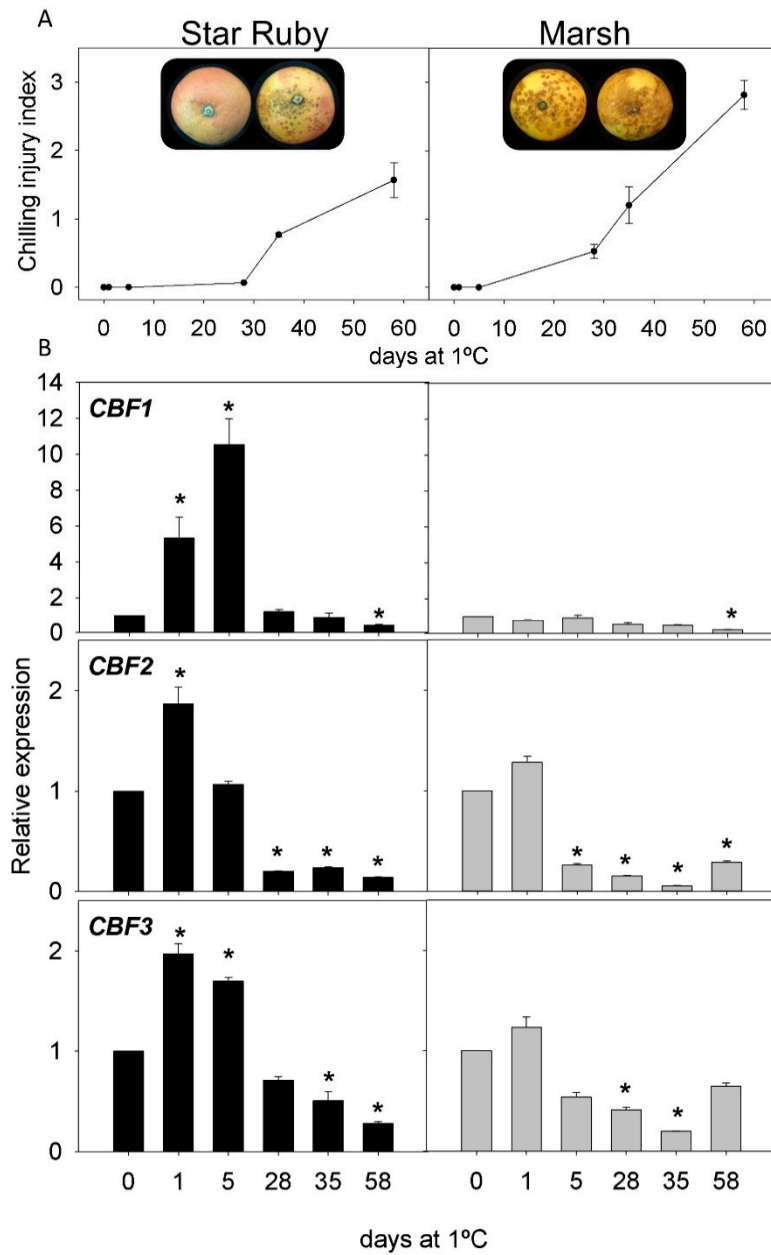 A
Star Ruby Marsh
Chilling injury index
3
2
1
0
0 10 20 30 40 50 60 0 10 20 30 40 50 60
days at 1ºC
B
Relative expression
CBF1
14
12
10
8
6
4
2
0
* * * *
CBF2
2
1
0
* * * * * * * *
CBF3
2
1
0
* * * * * *
0 1 5 28 35 58 0 1 5 28 35 58
days at 1ºC